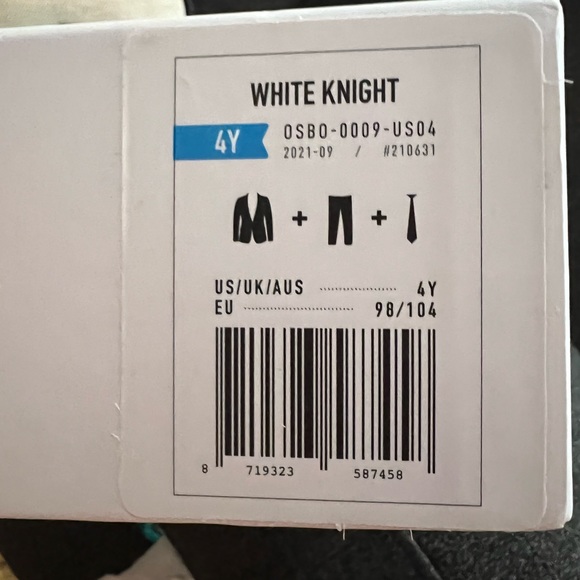 WHITE KNIGHT
4Y
OSBO-0009-US04
2021-09 / #210631
+ +
US/UK/AUS 4Y
EU 98/104
8 719323 587458